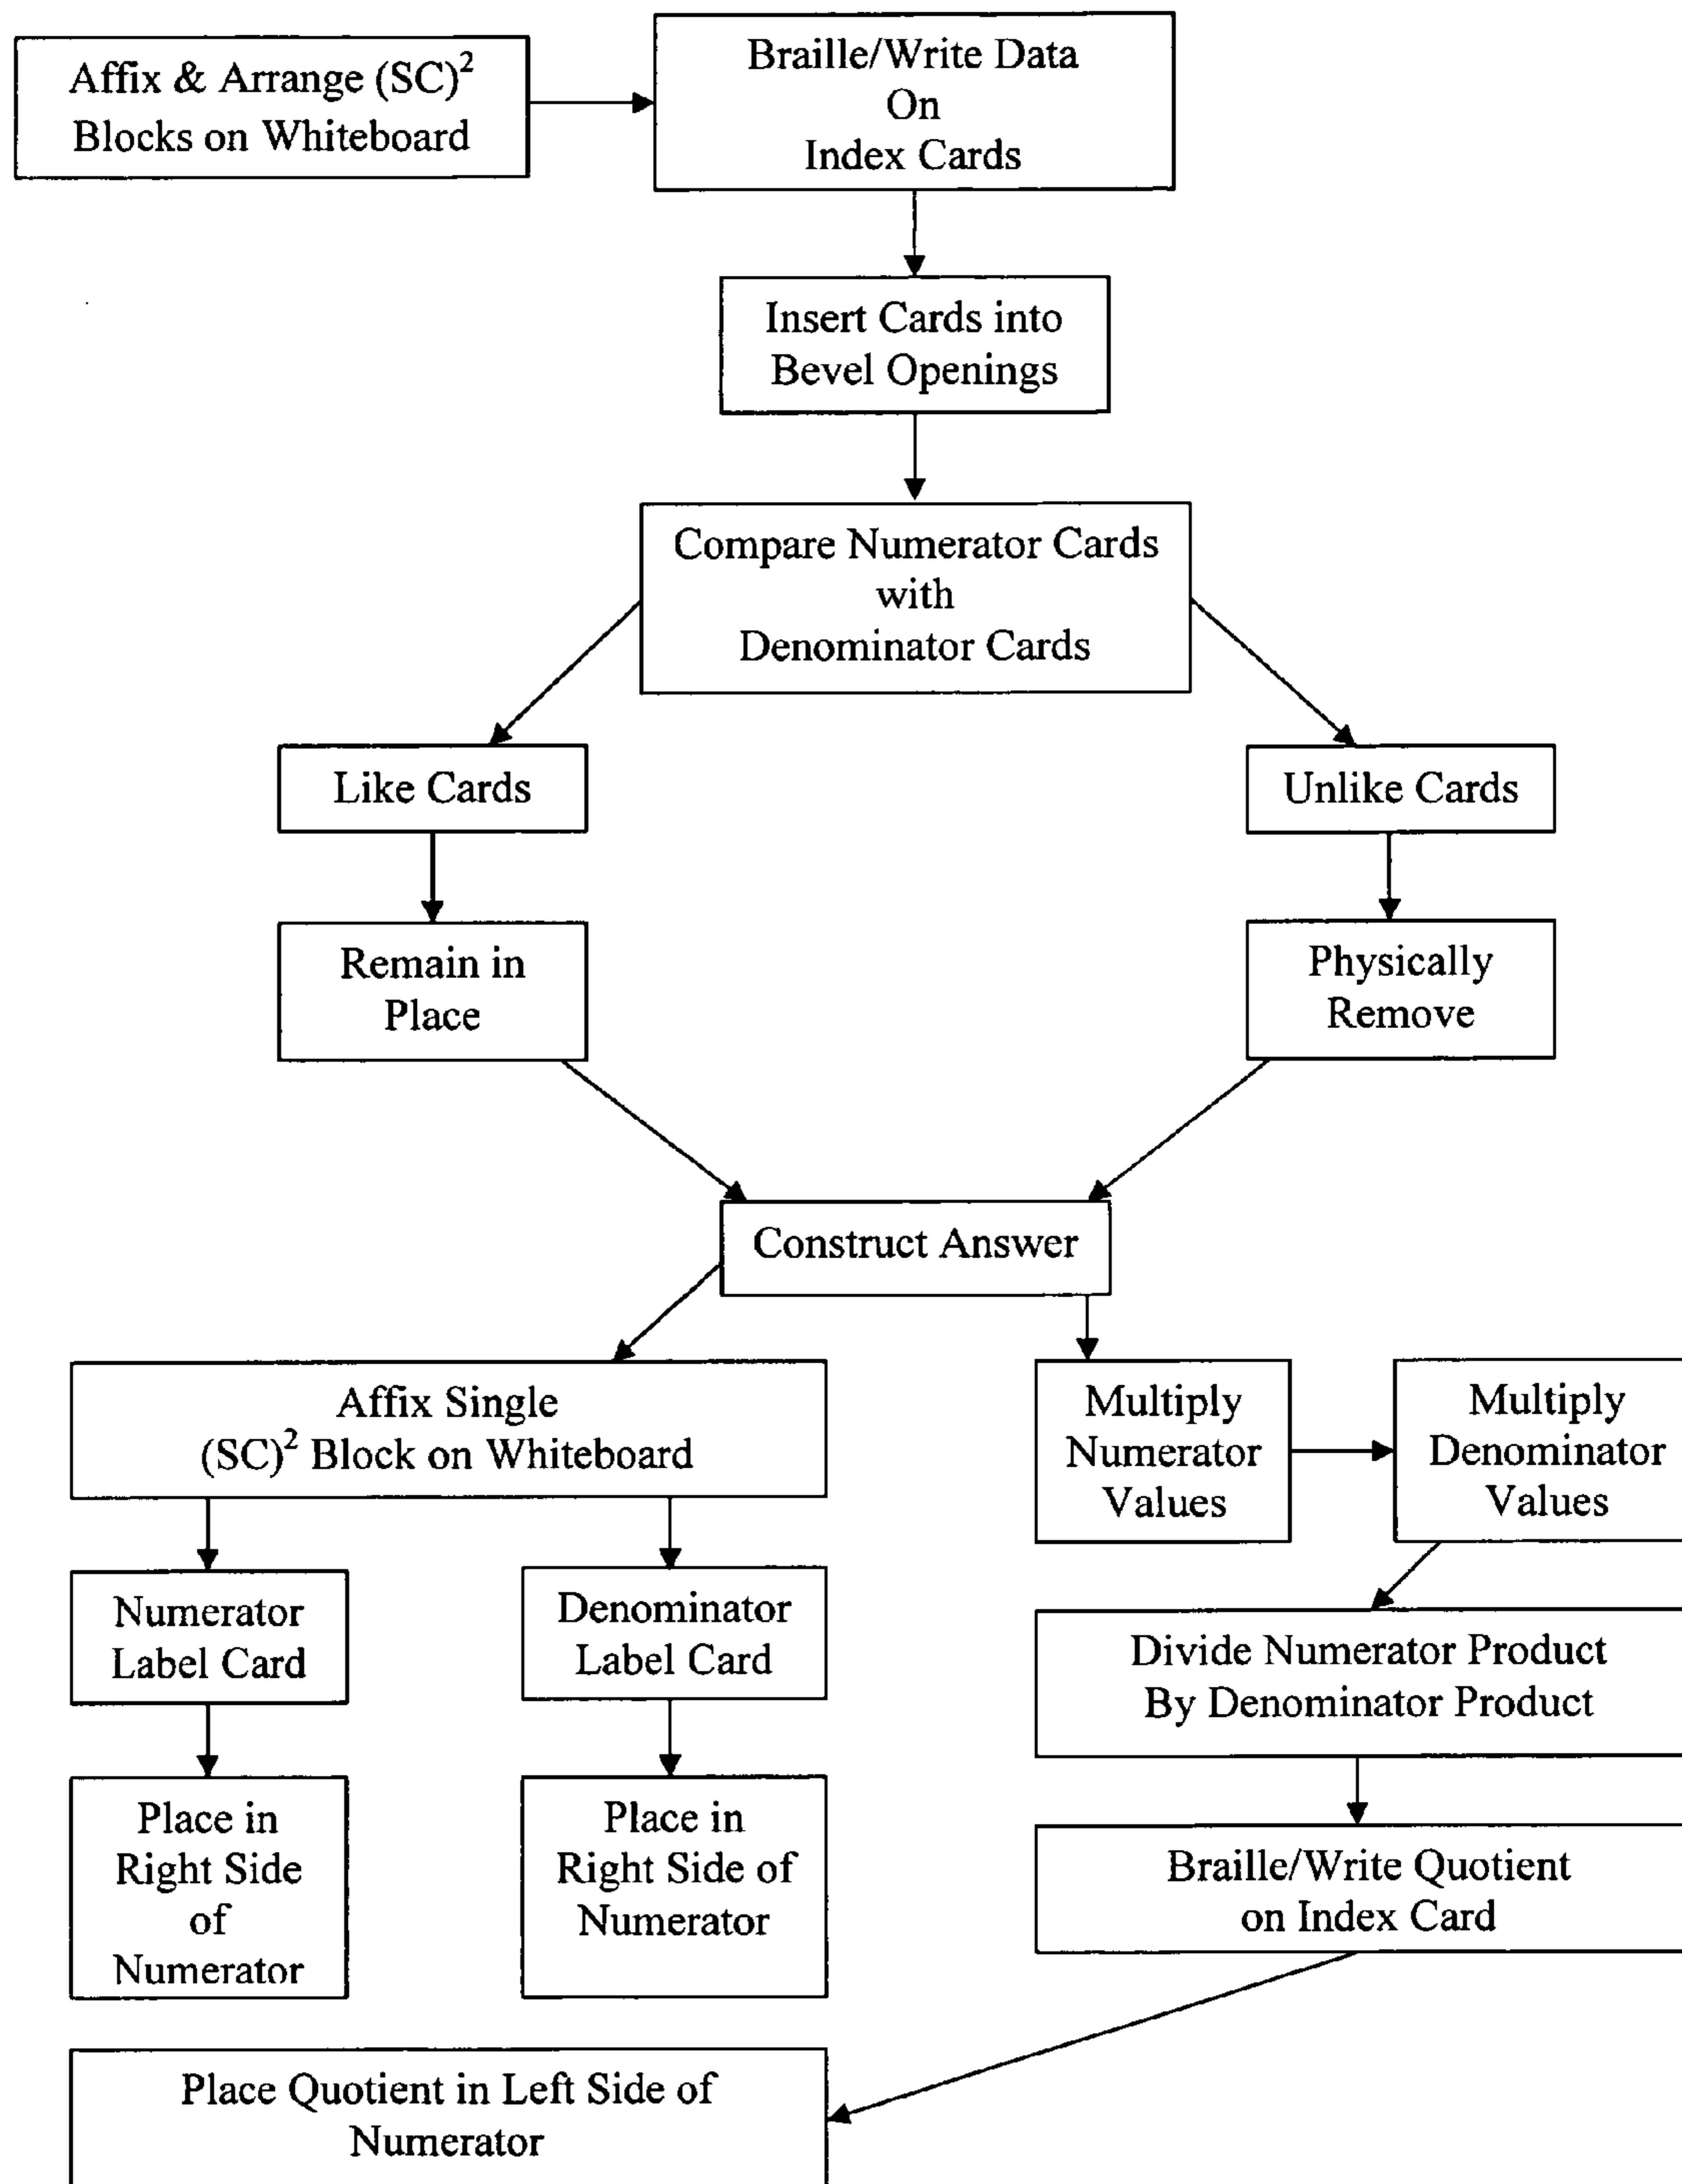 Affix & Arrange (SC)²
Blocks on Whiteboard
Braille/Write Data
On
Index Cards
Insert Cards into
Bevel Openings
Compare Numerator Cards
with
Denominator Cards
Like Cards
Unlike Cards
Remain in
Place
Physically
Remove
Construct Answer
Affix Single
(SC)² Block on Whiteboard
Multiply
Numerator
Values
Multiply
Denominator
Values
Numerator
Label Card
Denominator
Label Card
Divide Numerator Product
By Denominator Product
Place in
Right Side
of
Numerator
Place in
Right Side of
Numerator
Braille/Write Quotient
on Index Card
Place Quotient in Left Side of
Numerator